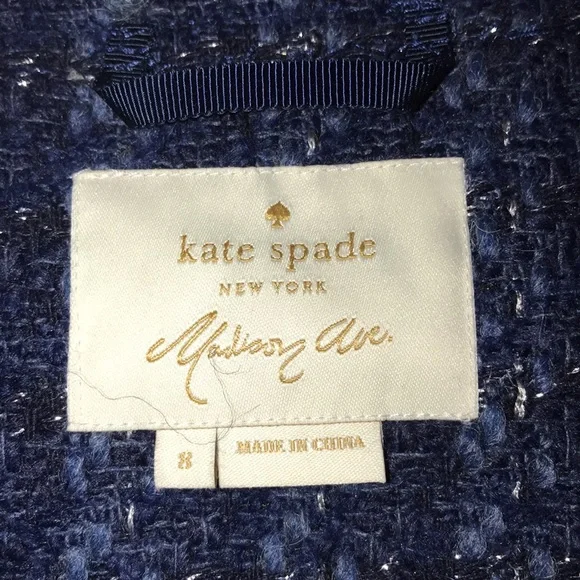 kate spade
NEW YORK
Madison Ave.
8
MADE IN CHINA